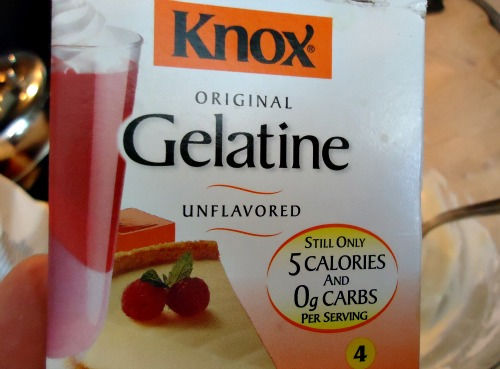 Knox®
ORIGINAL
Gelatine
UNFLAVORED
STILL ONLY
5 CALORIES
AND
0g CARBS
PER SERVING
4